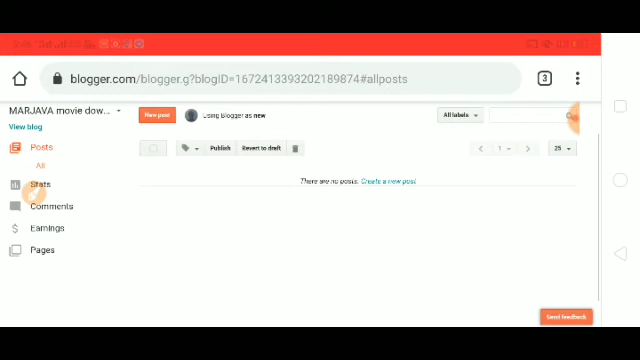 blogger.com/blogger.g?blogID=1672413393202189874#allposts
3
MARJAVA movie dow...
New post
Using Blogger as new
All labels
View blog
Posts
Publish
Revert to draft
1
25
All
There are no posts. Create a new post
Stats
Comments
Earnings
Pages
Send feedback